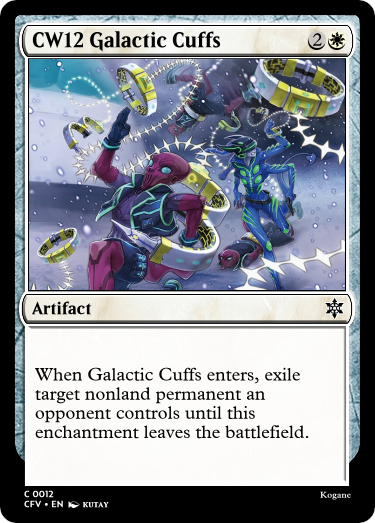 CW12 Galactic Cuffs 2
Artifact
When Galactic Cuffs enters, exile
target nonland permanent an
opponent controls until this
enchantment leaves the battlefield.
C 0012
CFV • EN KUTAY
Kogane